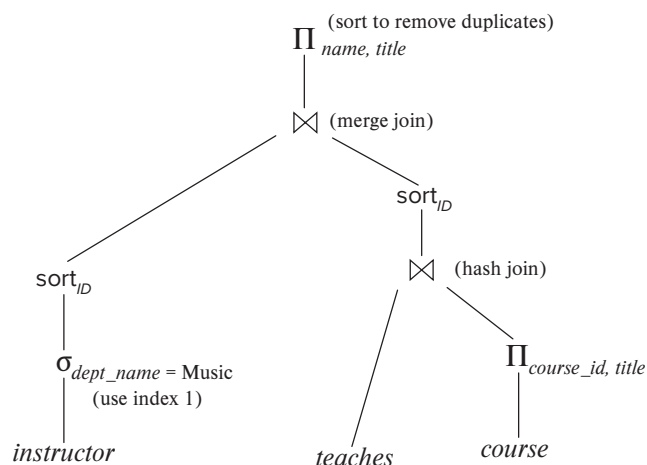 (sort to remove duplicates)
Π name, title
⋈ (merge join)
sort ID
sort ID
⋈ (hash join)
σ dept_name = Music
(use index 1)
Π course_id, title
instructor
teaches
course